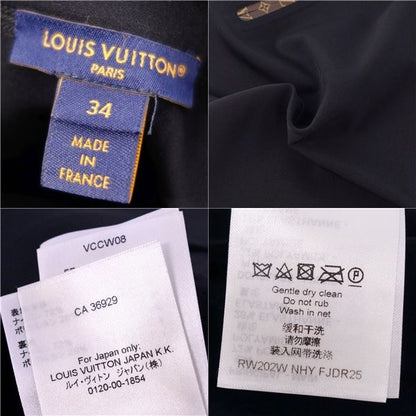 LOUIS VUITTON®
PARIS
34
MADE
IN
FRANCE
VCCW08
CA 36929
For Japan only:
LOUIS VUITTON JAPAN K.K.
ルイ・ヴィトン ジャパン(株)
0120-00-1854
Gentle dry clean
Do not rub
Wash in net
缓和干洗
请勿摩擦
装入网带洗涤
RW202W NHY FJDR25